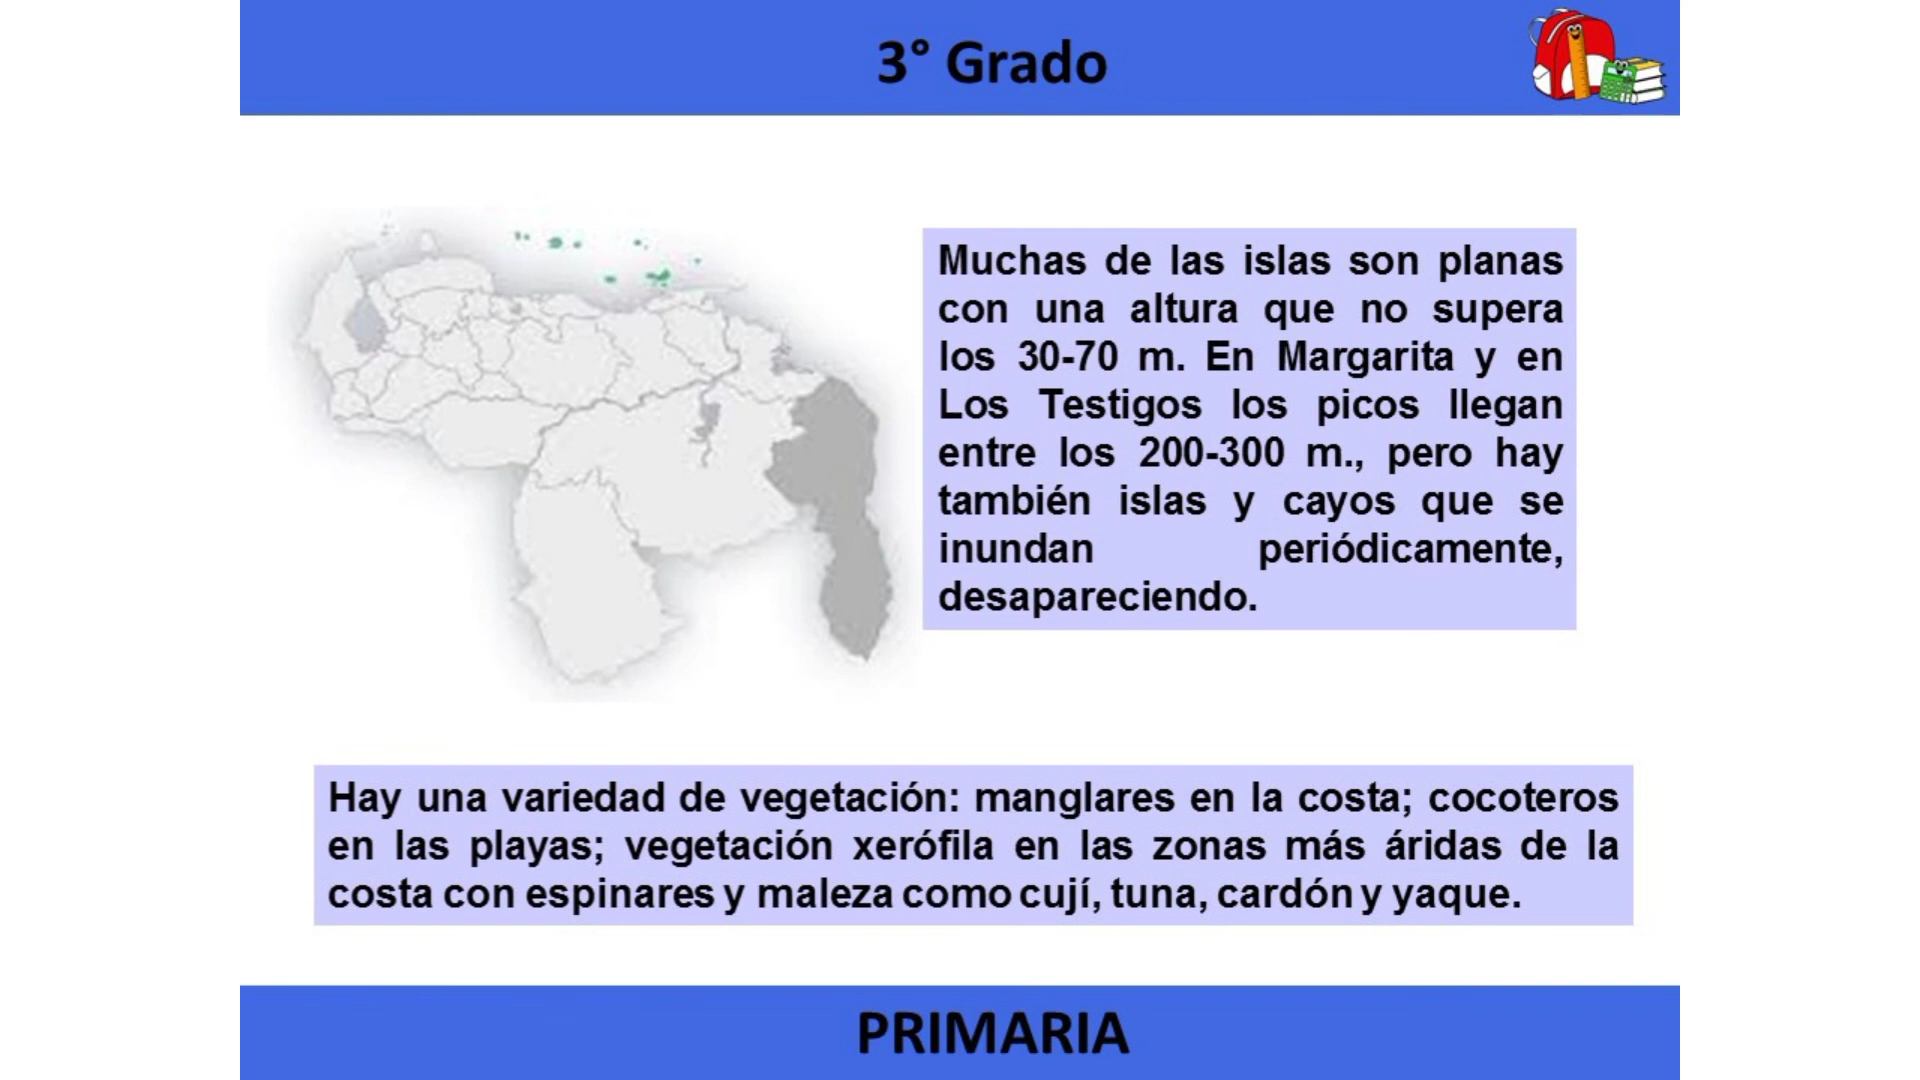 3° Grado
Muchas de las islas son planas
con una altura que no supera
los 30-70 m. En Margarita y en
Los Testigos los picos llegan
entre los 200-300 m., pero hay
también islas y cayos que se
inundan periódicamente,
desapareciendo.
Hay una variedad de vegetación: manglares en la costa; cocoteros
en las playas; vegetación xerófila en las zonas más áridas de la
costa con espinares y maleza como cují, tuna, cardón y yaque.
PRIMARIA